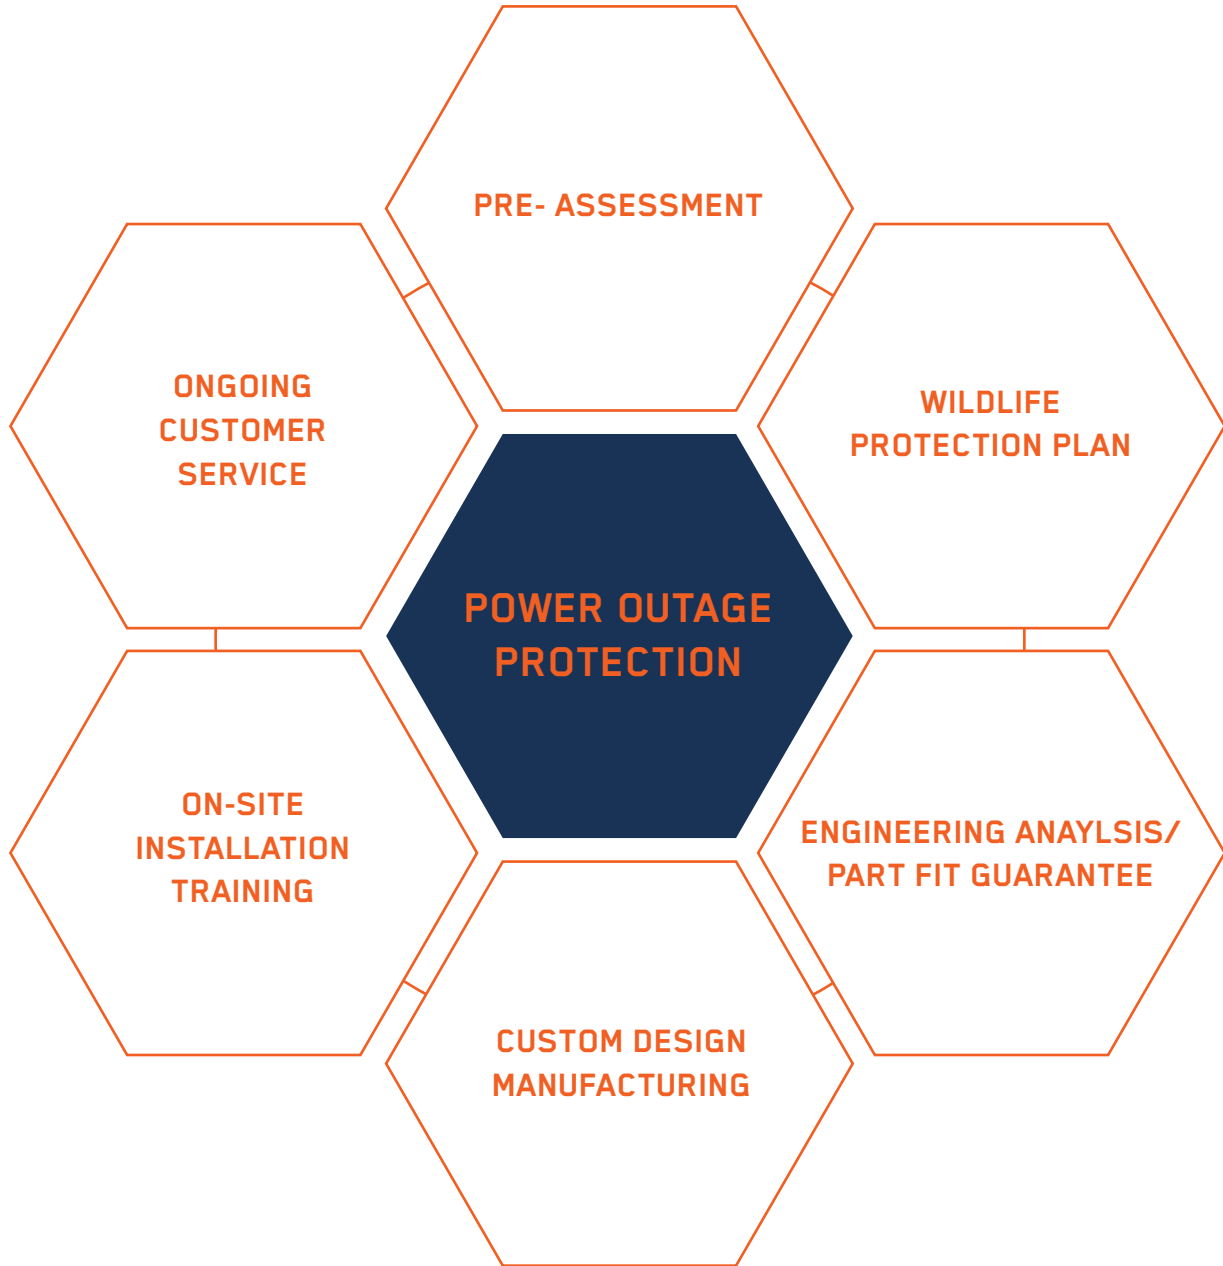 PRE- ASSESSMENT
WILDLIFE
PROTECTION PLAN
ENGINEERING ANAYLSIS/
PART FIT GUARANTEE
CUSTOM DESIGN
MANUFACTURING
ON-SITE
INSTALLATION
TRAINING
ONGOING
CUSTOMER
SERVICE
POWER OUTAGE
PROTECTION